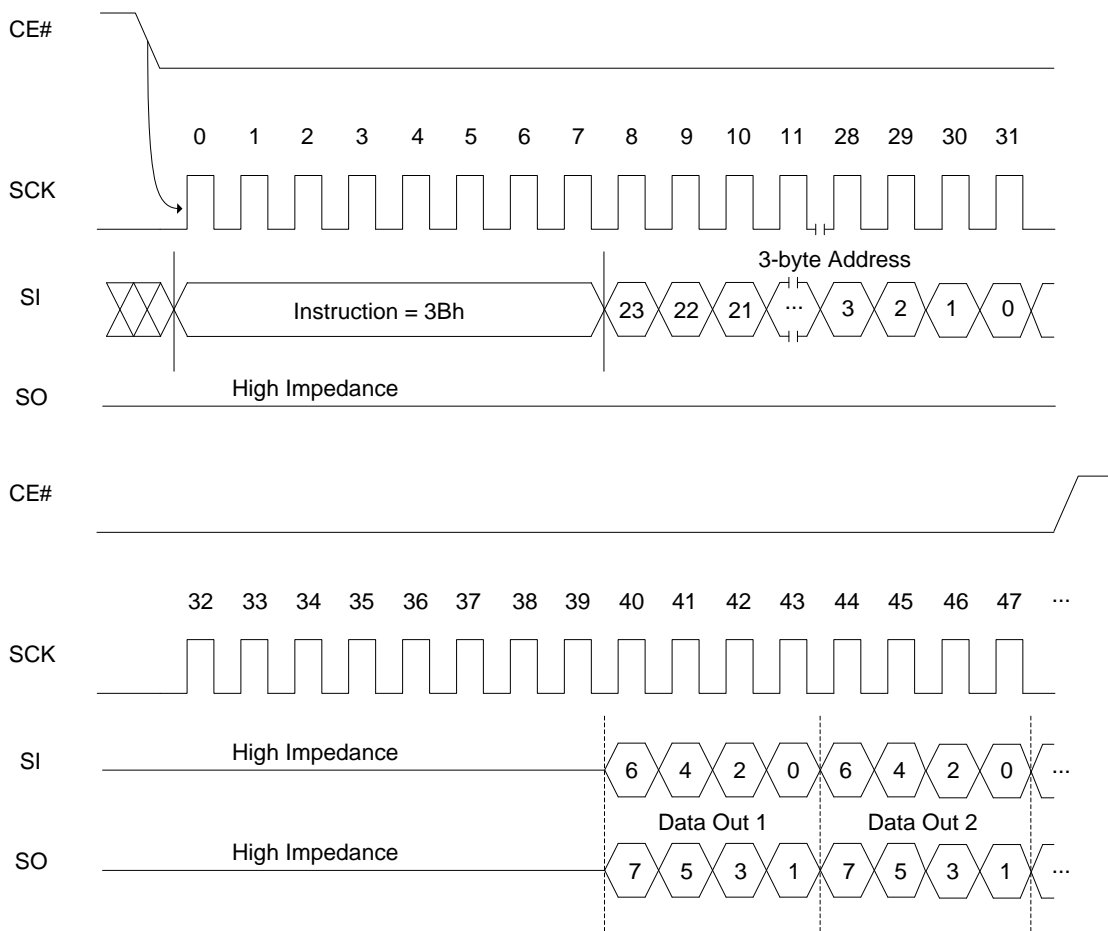 CE#
0 1 2 3 4 5 6 7 8 9 10 11 28 29 30 31
SCK
3-byte Address
SI
Instruction = 3Bh 23 22 21 ... 3 2 1 0
High Impedance
SO
CE#
32 33 34 35 36 37 38 39 40 41 42 43 44 45 46 47 ...
SCK
High Impedance
SI
6 4 2 0 6 4 2 0 ...
Data Out 1 Data Out 2
High Impedance
SO
7 5 3 1 7 5 3 1 ...